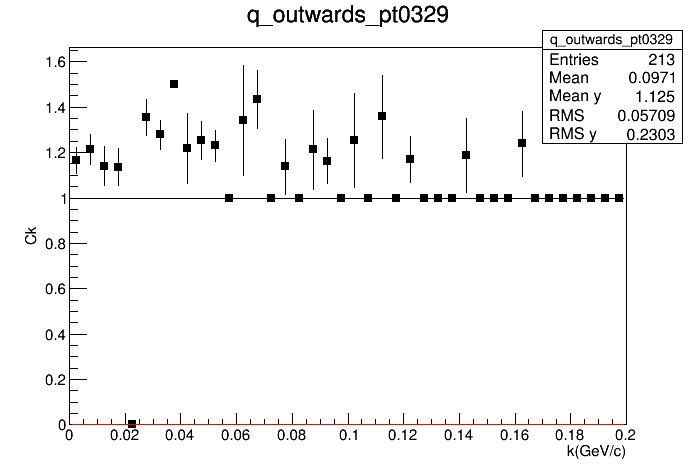 q_outwards_pt0329
q_outwards_pt0329
Entries 213
Mean 0.0971
Mean y 1.125
RMS 0.05709
RMS y 0.2303
1.6
1.4
1.2
1
0.8
0.6
0.4
0.2
0
Ck
0 0.02 0.04 0.06 0.08 0.1 0.12 0.14 0.16 0.18 0.2
k(GeV/c)